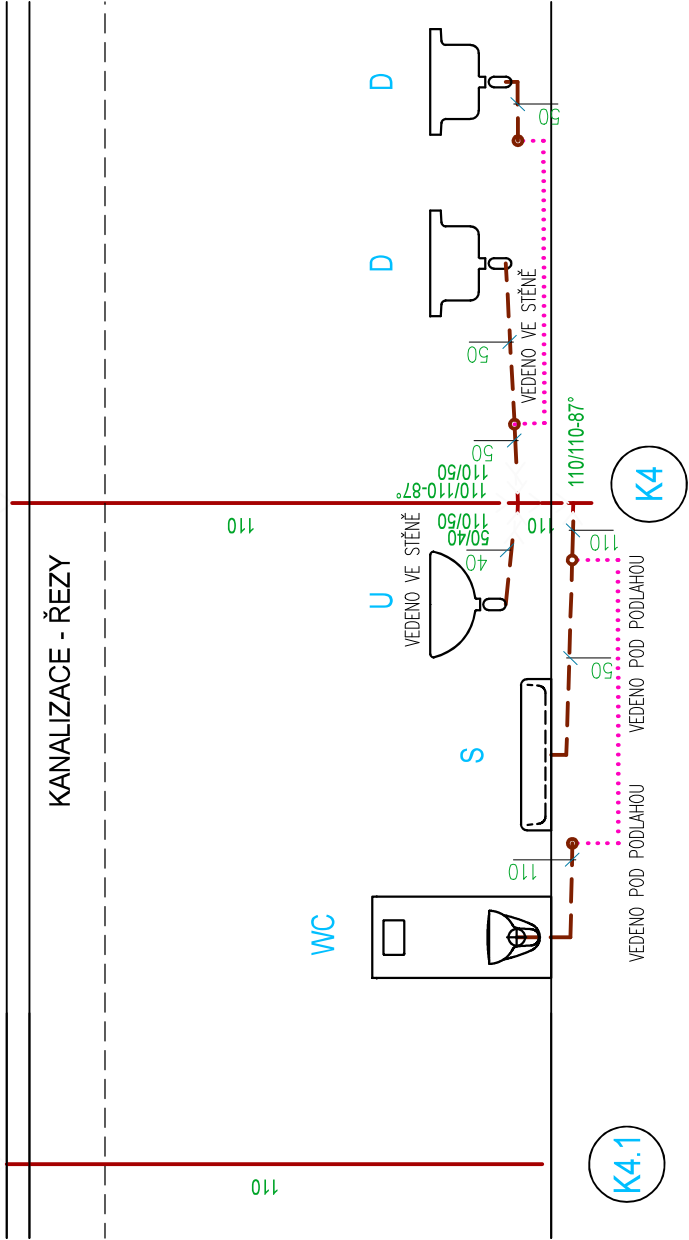 KANALIZACE - ŘEZY
110
110
WC
S
U
D
D
VEDENO VE STĚNĚ
50/40
110/50
110/110-87°
110/50
40
50
50
50
VEDENO VE STĚNĚ
110
110/110-87°
110
50
110
VEDENO POD PODLAHOU
VEDENO POD PODLAHOU
K4.1
K4